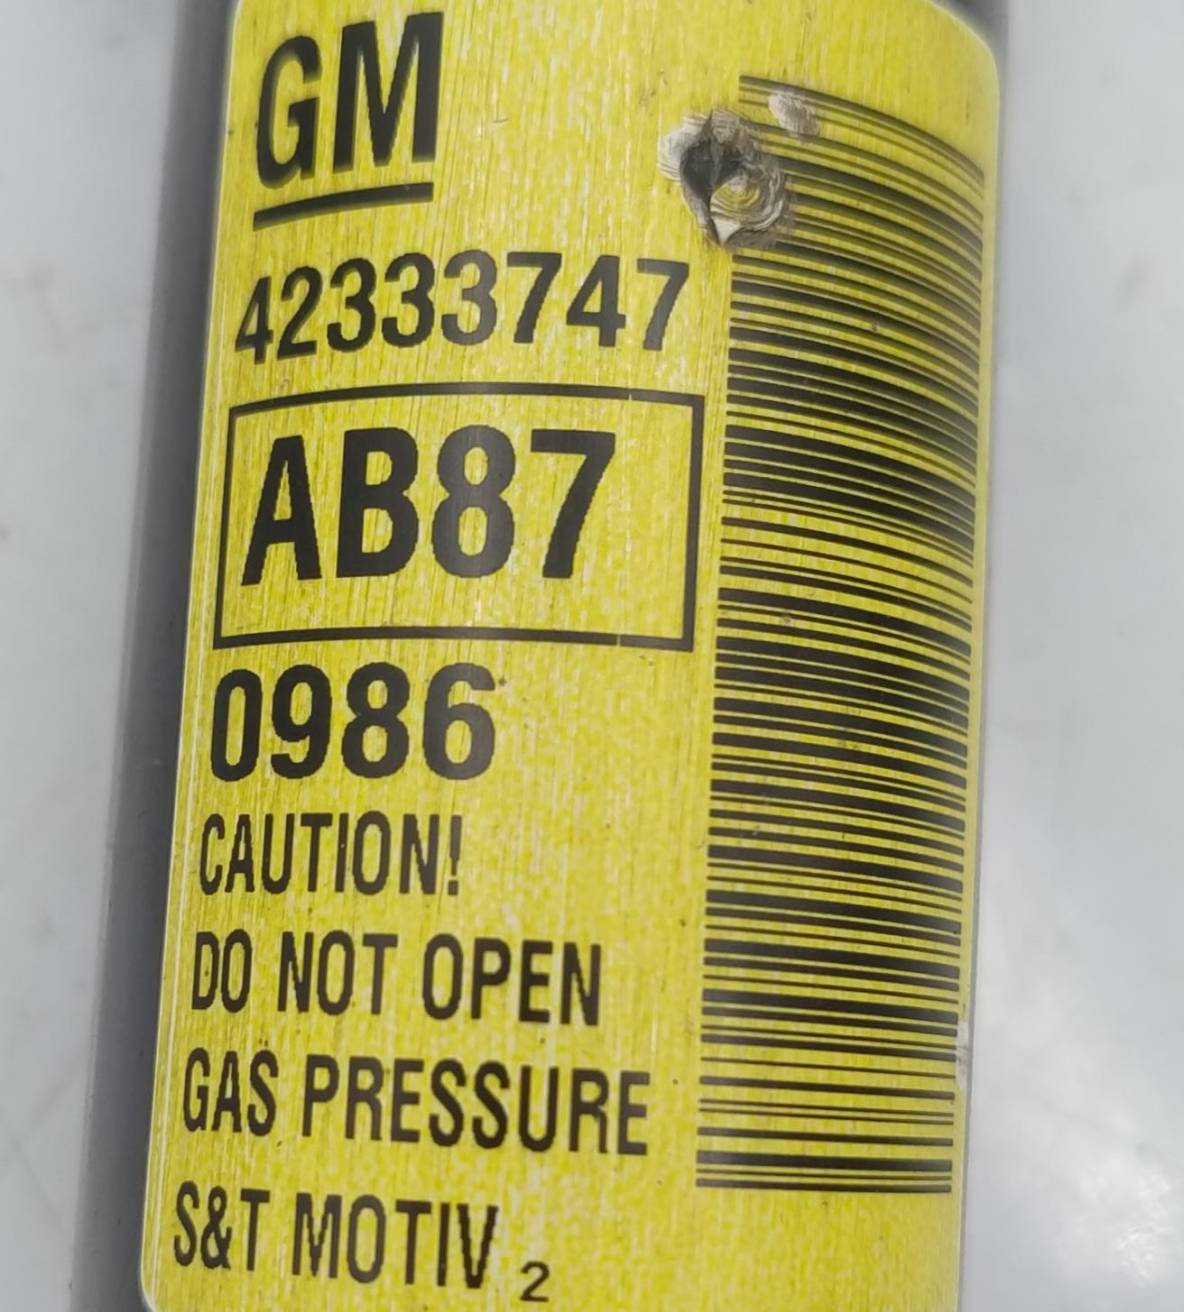 GM
42333747
AB87
0986
CAUTION!
DO NOT OPEN
GAS PRESSURE
S&T MOTIV 2